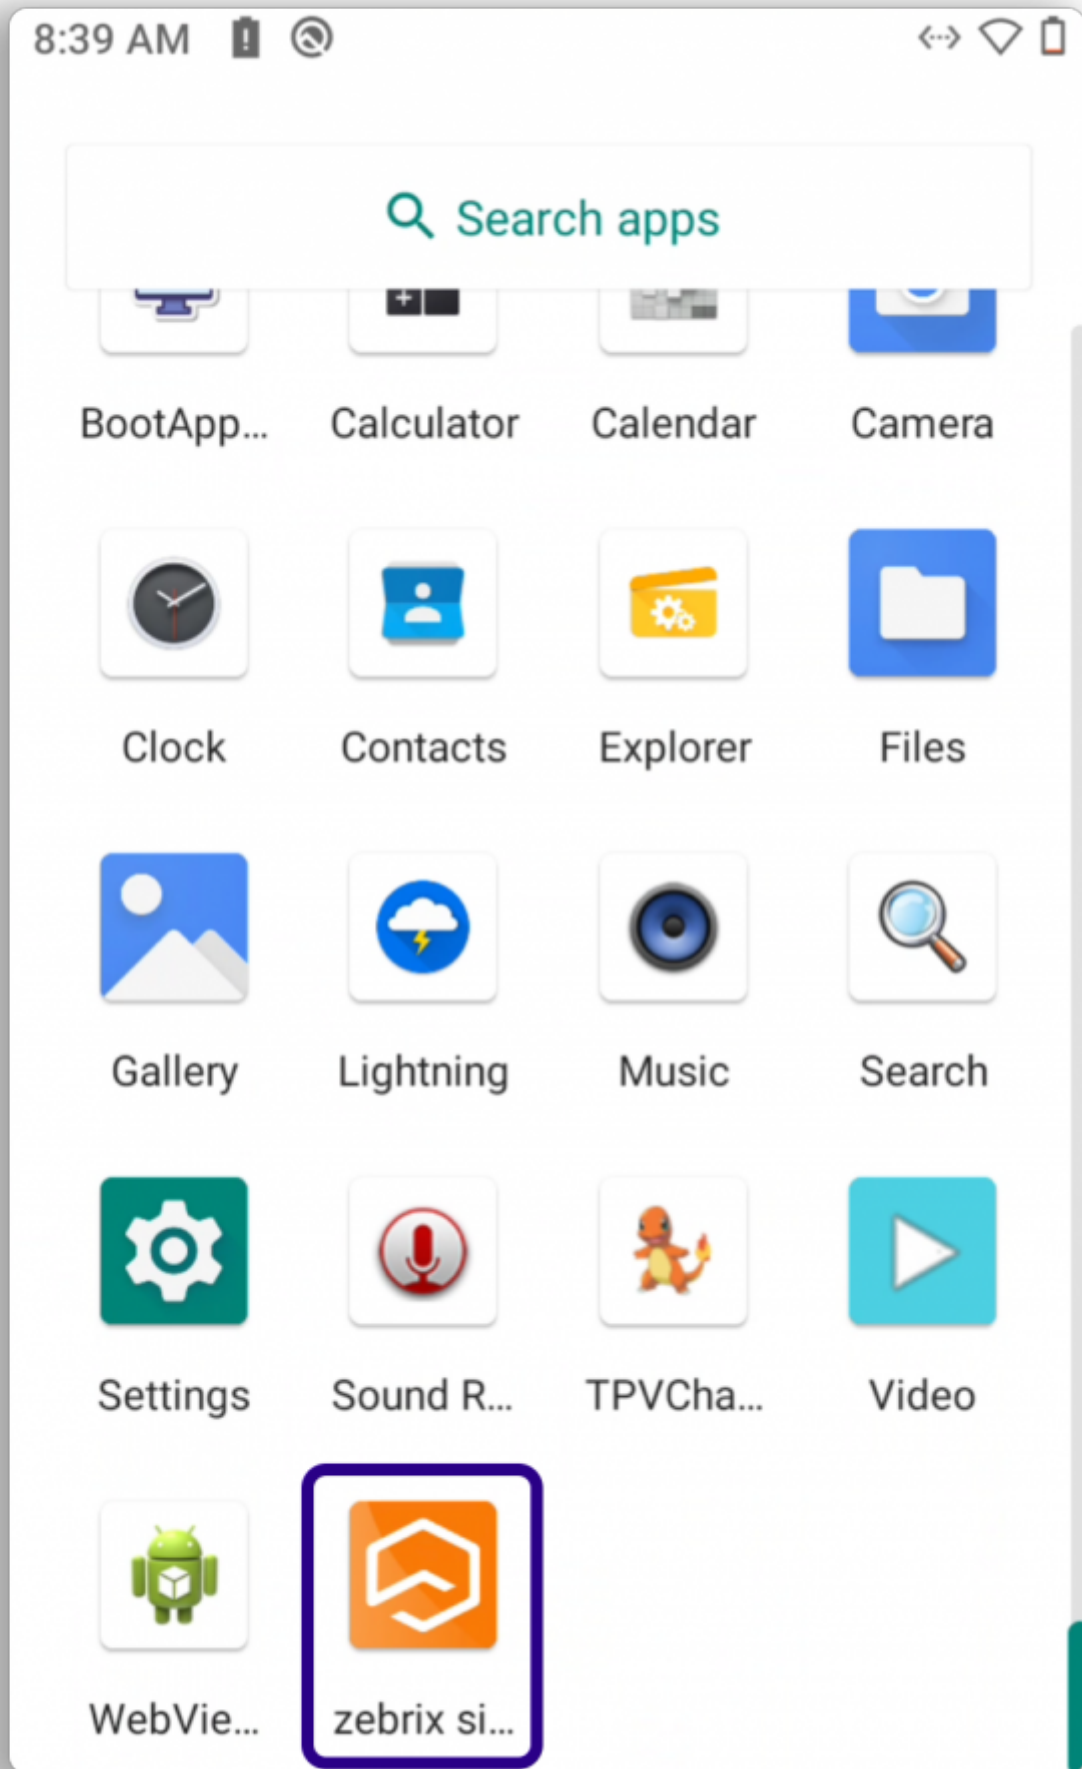 8:39 AM
Search apps
BootApp... Calculator Calendar Camera
Clock Contacts Explorer Files
Gallery Lightning Music Search
Settings Sound R... TPVCha... Video
WebVie... zebrix si...